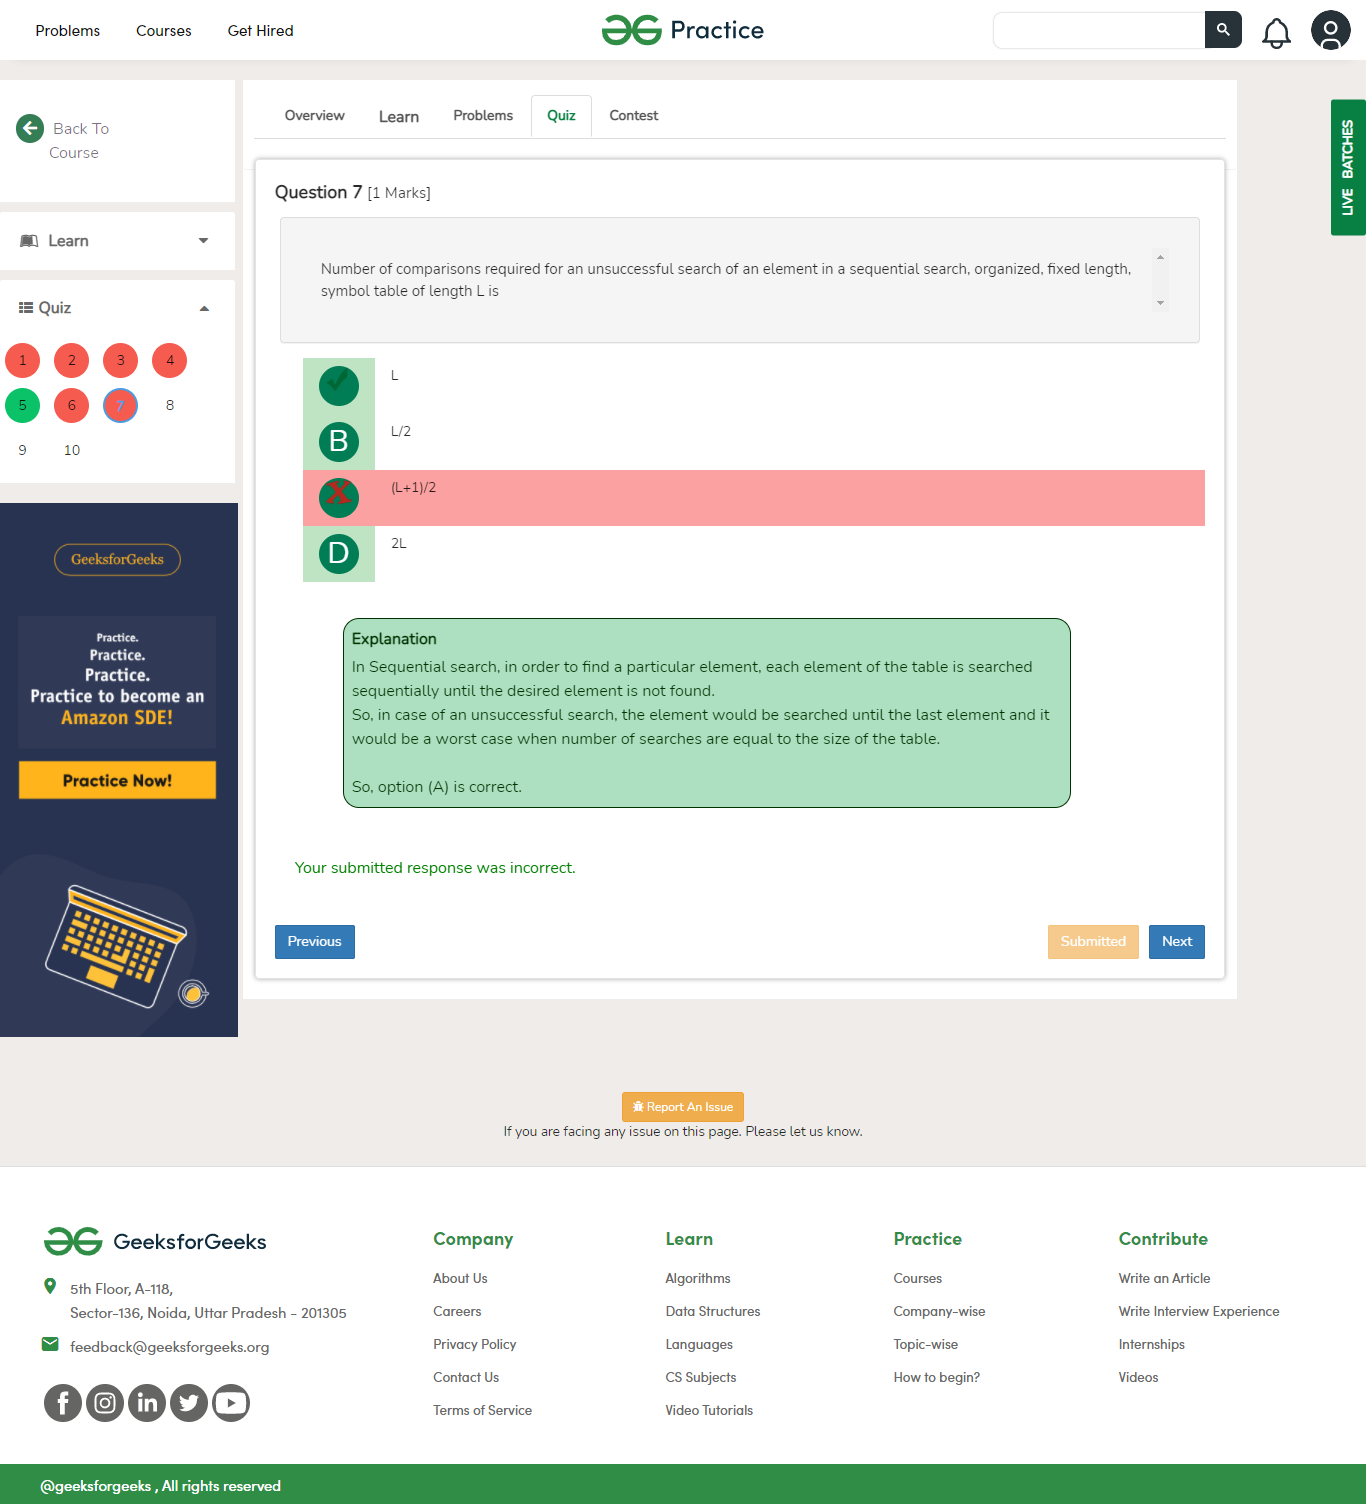 Problems Courses Get Hired
Practice
Back To
Course
Overview Learn Problems Quiz Contest
LIVE BATCHES
Learn
Quiz
1 2 3 4
5 6 7 8
9 10
Question 7 [1 Marks]
Number of comparisons required for an unsuccessful search of an element in a sequential search, organized, fixed length,
symbol table of length L is
L
B L/2
X (L+1)/2
D 2L
Explanation
In Sequential search, in order to find a particular element, each element of the table is searched
sequentially until the desired element is not found.
So, in case of an unsuccessful search, the element would be searched until the last element and it
would be a worst case when number of searches are equal to the size of the table.
So, option (A) is correct.
Your submitted response was incorrect.
Previous Submitted Next
GeeksforGeeks
Practice.
Practice.
Practice.
Practice to become an
Amazon SDE!
Practice Now!
Report An Issue
If you are facing any issue on this page. Please let us know.
GeeksforGeeks
5th Floor, A-118,
Sector-136, Noida, Uttar Pradesh - 201305
feedback@geeksforgeeks.org
Company
About Us
Careers
Privacy Policy
Contact Us
Terms of Service
Learn
Algorithms
Data Structures
Languages
CS Subjects
Video Tutorials
Practice
Courses
Company-wise
Topic-wise
How to begin?
Contribute
Write an Article
Write Interview Experience
Internships
Videos
@geeksforgeeks , All rights reserved